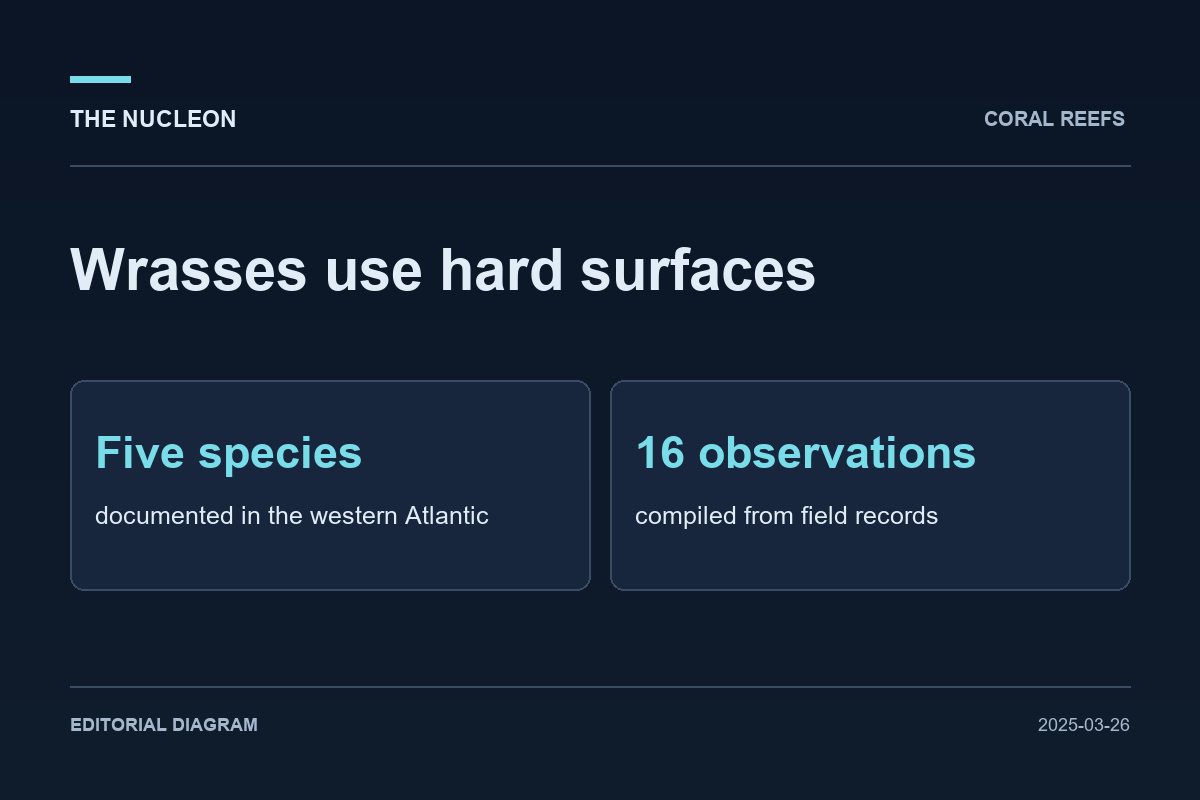 THE NUCLEON
CORAL REEFS
Wrasses use hard surfaces
Five species
documented in the western Atlantic
16 observations
compiled from field records
EDITORIAL DIAGRAM
2025-03-26